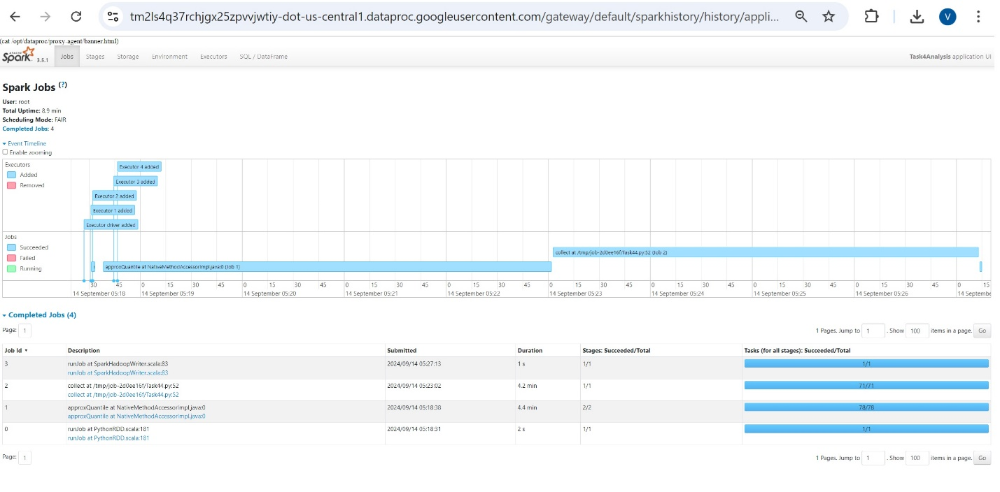 tm2ls4q37rchjgx25zpvvjwtiy-dot-us-central1.dataproc.googleusercontent.com/gateway/default/sparkhistory/history/appli...
V
(cat /opt/dataproc/proxy-agent/banner.html)
APACHE Spark 3.5.1 Jobs Stages Storage Environment Executors SQL / DataFrame Task4Analysis application UI
Spark Jobs (?)
User: root
Total Uptime: 8.9 min
Scheduling Mode: FAIR
Completed Jobs: 4
Event Timeline
Enable zooming
Executors
Added
Removed
Executor 4 added
Executor 3 added
Executor 2 added
Executor 1 added
Executor driver added
Jobs
Succeeded
Failed
Running
collect at /tmp/job-2d0ee16f/Task44.py:52 (Job 2)
approxQuantile at NativeMethodAccessorImpl.java:0 (Job 1)
30 45 0 15 30 45 0 15 30 45 0 15 30 45 0 15 30 45 0 15 30 45 0 15 30 45 0 15 30 45 0 15 30 45 0 15
14 September 05:18 14 September 05:19 14 September 05:20 14 September 05:21 14 September 05:22 14 September 05:23 14 September 05:24 14 September 05:25 14 September 05:26 14 Septembe
Completed Jobs (4)
Page: 1 1 Pages. Jump to 1 . Show 100 items in a page. Go
Job Id Description Submitted Duration Stages: Succeeded/Total Tasks (for all stages): Succeeded/Total
3 runJob at SparkHadoopWriter.scala:83 2024/09/14 05:27:13 1 s 1/1 1/1
runJob at SparkHadoopWriter.scala:83
2 collect at /tmp/job-2d0ee16f/Task44.py:52 2024/09/14 05:23:02 4.2 min 1/1 71/71
collect at /tmp/job-2d0ee16f/Task44.py:52
1 approxQuantile at NativeMethodAccessorImpl.java:0 2024/09/14 05:18:38 4.4 min 2/2 78/78
approxQuantile at NativeMethodAccessorImpl.java:0
0 runJob at PythonRDD.scala:181 2024/09/14 05:18:31 2 s 1/1 1/1
runJob at PythonRDD.scala:181
Page: 1 1 Pages. Jump to 1 . Show 100 items in a page. Go